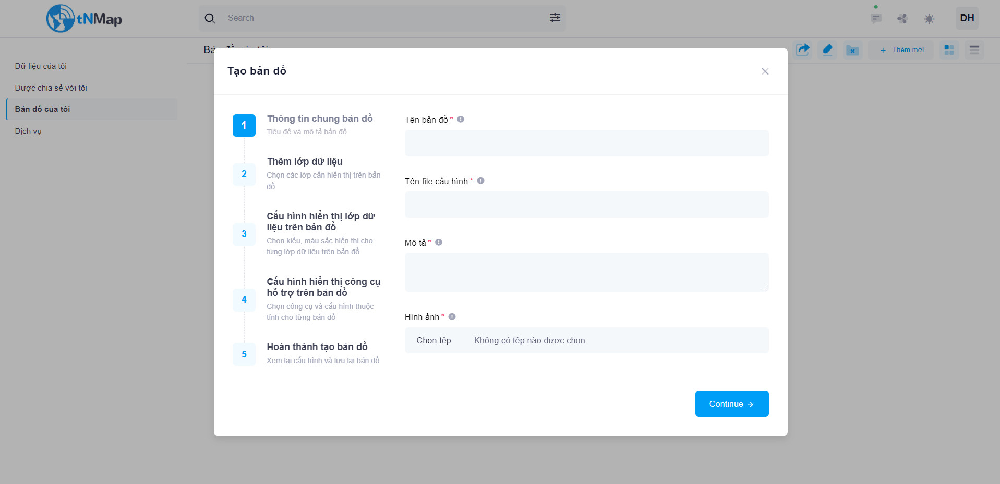 tNMap
Search
DH
Bản đồ của tôi
Thêm mới
Dữ liệu của tôi
Được chia sẻ với tôi
Bản đồ của tôi
Dịch vụ
Tạo bản đồ
1
Thông tin chung bản đồ
Tiêu đề và mô tả bản đồ
2
Thêm lớp dữ liệu
Chọn các lớp cần hiển thị trên bản
đồ
3
Cấu hình hiển thị lớp dữ
liệu trên bản đồ
Chọn kiểu, màu sắc hiển thị cho
từng lớp dữ liệu trên bản đồ
4
Cấu hình hiển thị công cụ
hỗ trợ trên bản đồ
Chọn công cụ và cấu hình thuộc
tính cho từng bản đồ
5
Hoàn thành tạo bản đồ
Xem lại cấu hình và lưu lại bản đồ
Tên bản đồ *
Tên file cấu hình *
Mô tả *
Hình ảnh *
Chọn tệp Không có tệp nào được chọn
Continue →